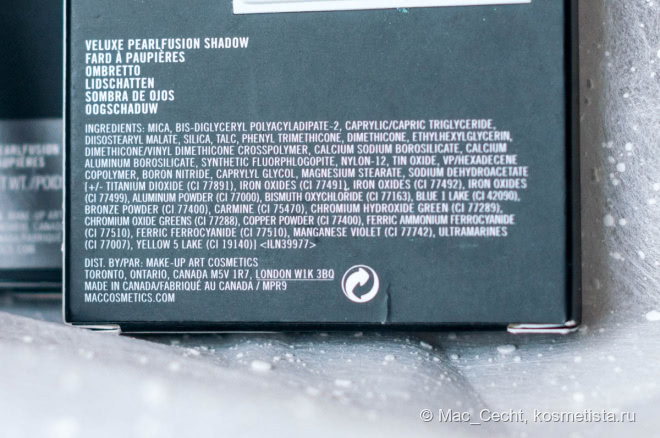 VELUXE PEARLFUSION SHADOW
FARD À PAUPIÈRES
OMBRETTO
LIDSCHATTEN
SOMBRA DE OJOS
OOGSCHADUW
INGREDIENTS: MICA, BIS-DIGLYCERYL POLYACYLADIPATE-2, CAPRYLIC/CAPRIC TRIGLYCERIDE,
DIISOSTEARYL MALATE, SILICA, TALC, PHENYL TRIMETHICONE, DIMETHICONE, ETHYLHEXYLGLYCERIN,
DIMETHICONE/VINYL DIMETHICONE CROSSPOLYMER, CALCIUM SODIUM BOROSILICATE, CALCIUM
ALUMINUM BOROSILICATE, SYNTHETIC FLUORPHLOGOPITE, NYLON-12, TIN OXIDE, VP/HEXADECENE
COPOLYMER, BORON NITRIDE, CAPRYLYL GLYCOL, MAGNESIUM STEARATE, SODIUM DEHYDROACETATE
[+/- TITANIUM DIOXIDE (CI 77891), IRON OXIDES (CI 77491), IRON OXIDES (CI 77492), IRON OXIDES
(CI 77499), ALUMINUM POWDER (CI 77000), BISMUTH OXYCHLORIDE (CI 77163), BLUE 1 LAKE (CI 42090),
BRONZE POWDER (CI 77400), CARMINE (CI 75470), CHROMIUM HYDROXIDE GREEN (CI 77289),
CHROMIUM OXIDE GREENS (CI 77288), COPPER POWDER (CI 77400), FERRIC AMMONIUM FERROCYANIDE
(CI 77510), FERRIC FERROCYANIDE (CI 77510), MANGANESE VIOLET (CI 77742), ULTRAMARINES
(CI 77007), YELLOW 5 LAKE (CI 19140)] <ILN39977>
DIST. BY/PAR: MAKE-UP ART COSMETICS
TORONTO, ONTARIO, CANADA M5V 1R7, LONDON W1K 3BQ
MADE IN CANADA/FABRIQUÉ AU CANADA / MPR9
MACCOSMETICS.COM
© Mac_Cecht, kosmetista.ru